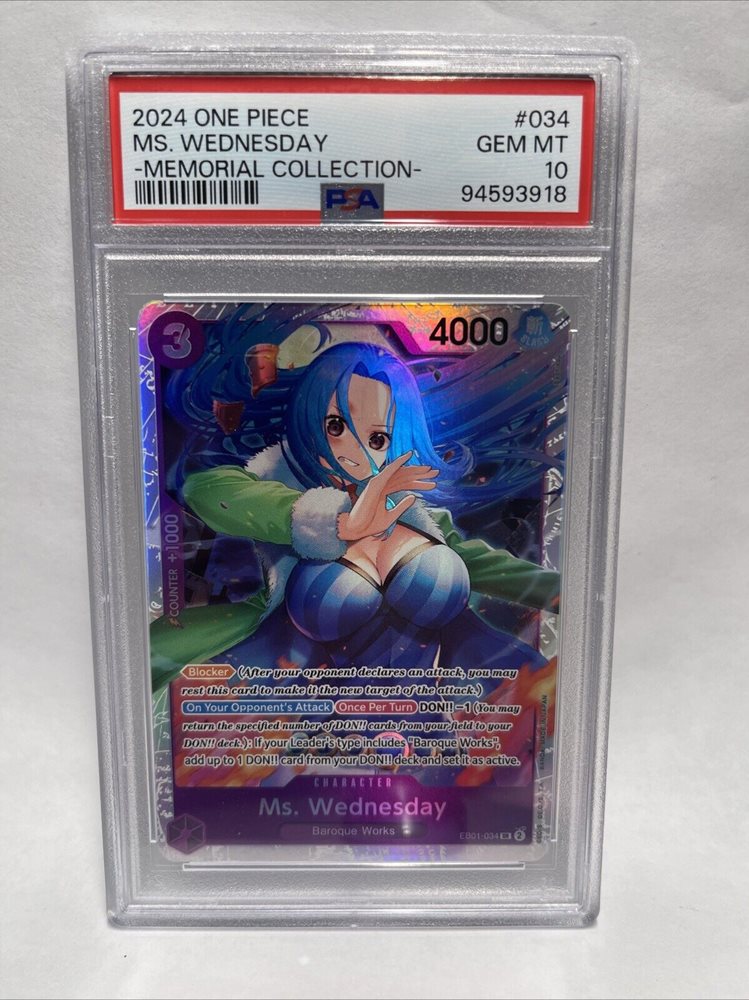 2024 ONE PIECE #034
MS. WEDNESDAY GEM MT
-MEMORIAL COLLECTION- 10
PSA 94593918
3 4000
SLASH
COUNTER +1000
Blocker (After your opponent declares an attack, you may
rest this card to make it the new target of the attack.)
On Your Opponent's Attack Once Per Turn DON!! -1 (You may
return the specified number of DON!! cards from your field to your
DON!! deck.): If your Leader's type includes "Baroque Works",
add up to 1 DON!! card from your DON!! deck and set it as active.
CHARACTER
Ms. Wednesday
Baroque Works
EB01-034 2